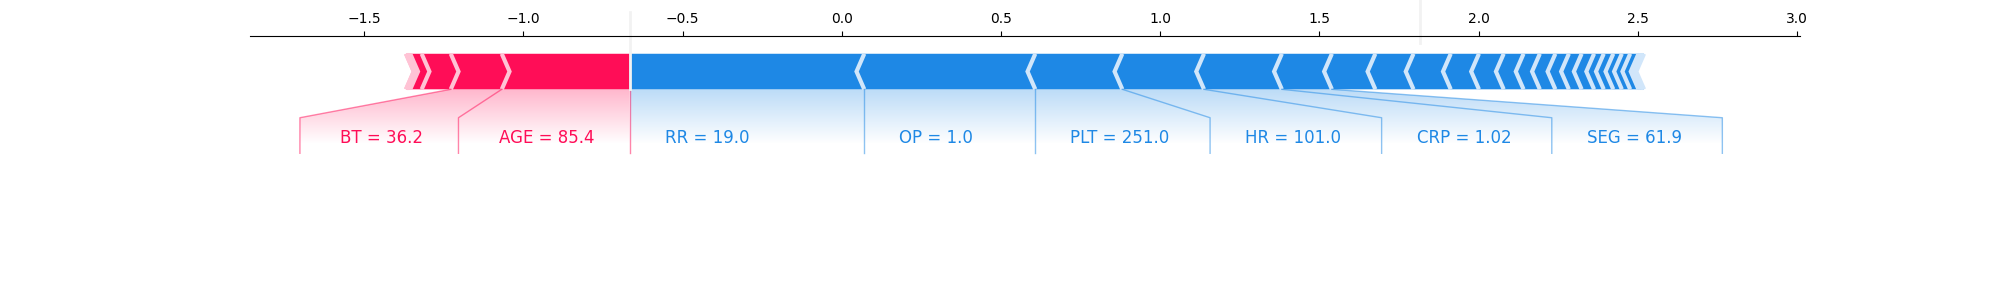 −1.5 −1.0 −0.5 0.0 0.5 1.0 1.5 2.0 2.5 3.0
BT = 36.2 AGE = 85.4 RR = 19.0 OP = 1.0 PLT = 251.0 HR = 101.0 CRP = 1.02 SEG = 61.9